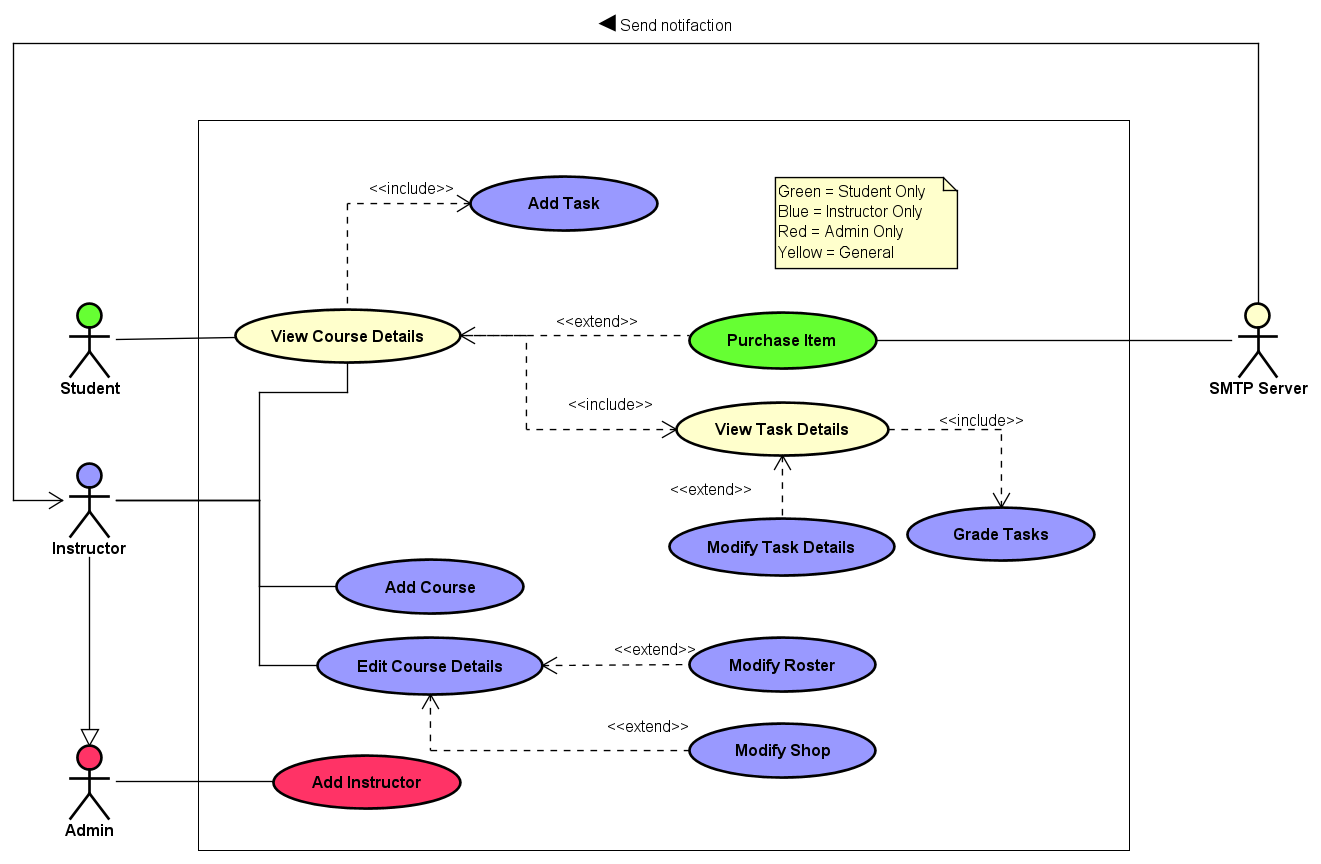 Send notifaction
<<include>>
Add Task
Green = Student Only
Blue = Instructor Only
Red = Admin Only
Yellow = General
View Course Details
<<extend>>
Purchase Item
Student
SMTP Server
<<include>>
View Task Details
<<include>>
<<extend>>
Instructor
Modify Task Details
Grade Tasks
Add Course
Edit Course Details
<<extend>>
Modify Roster
<<extend>>
Modify Shop
Add Instructor
Admin